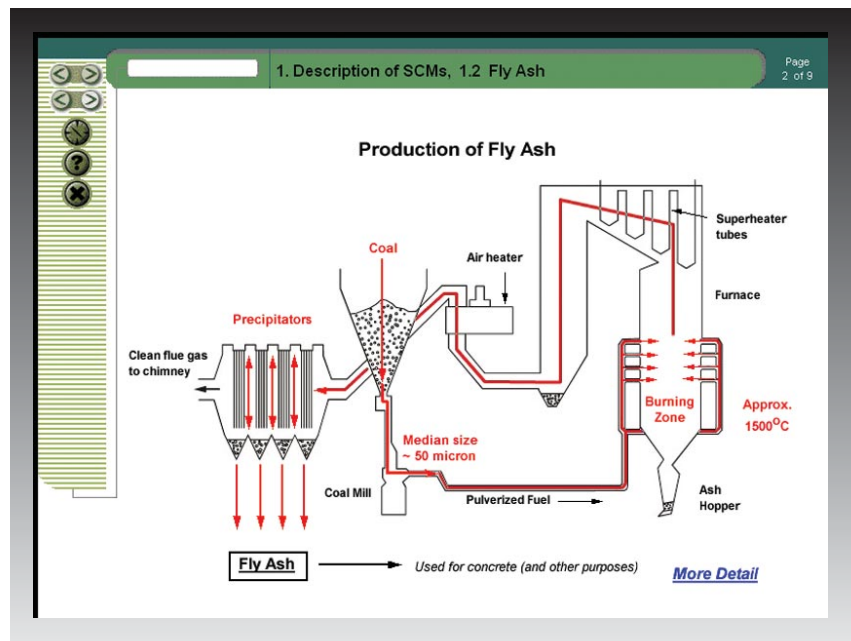 1. Description of SCMs, 1.2 Fly Ash
Page
2 of 9
Production of Fly Ash
Coal
Air heater
Superheater
tubes
Furnace
Precipitators
Clean flue gas
to chimney
Burning
Zone
Approx.
1500°C
Median size
~ 50 micron
Coal Mill
Pulverized Fuel
Ash
Hopper
Fly Ash
Used for concrete (and other purposes)
More Detail